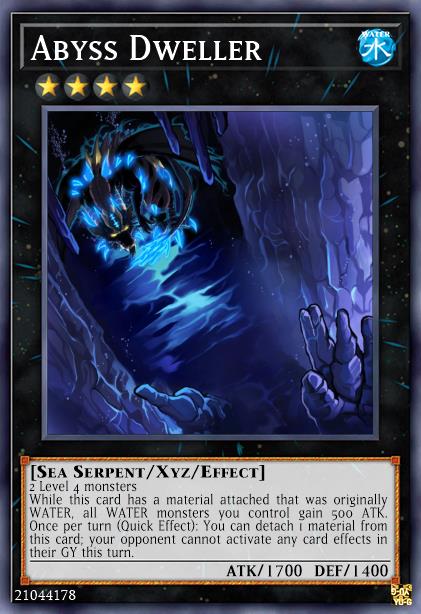 Abyss Dweller
WATER
水
[Sea Serpent/Xyz/Effect]
2 Level 4 monsters
While this card has a material attached that was originally
WATER, all WATER monsters you control gain 500 ATK.
Once per turn (Quick Effect): You can detach 1 material from
this card; your opponent cannot activate any card effects in
their GY this turn.
ATK/1700 DEF/1400
21044178